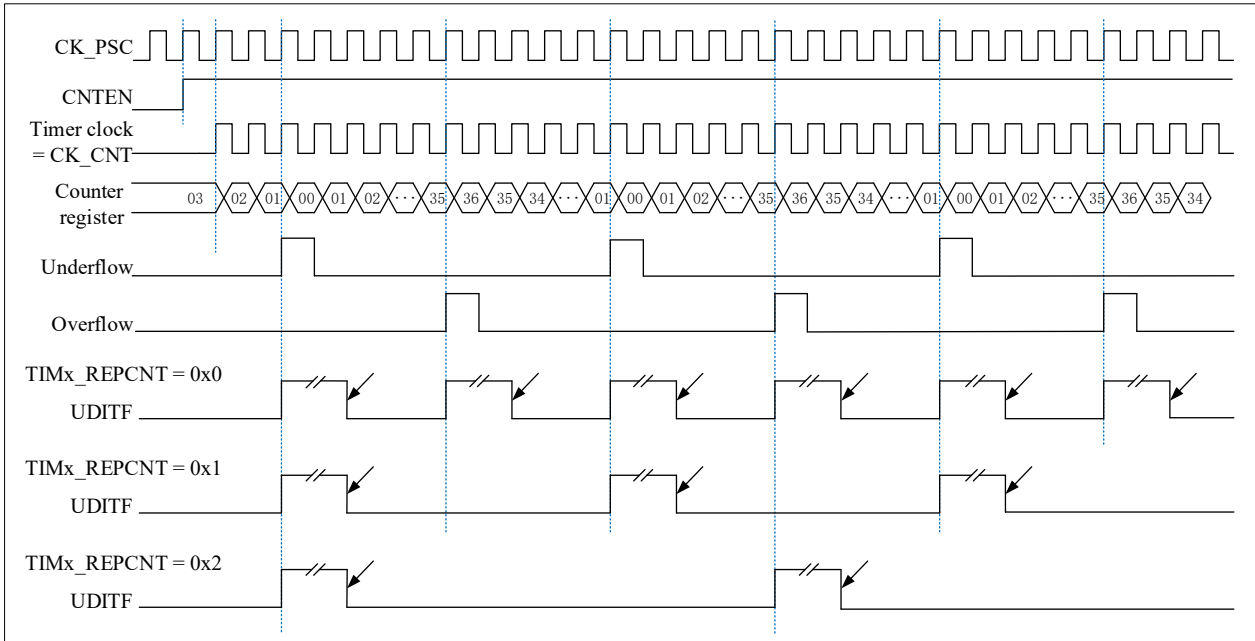 CK_PSC
CNTEN
Timer clock
= CK_CNT
Counter
register
03 02 01 00 01 02 ··· 35 36 35 34 ··· 01 00 01 02 ··· 35 36 35 34 ··· 01 00 01 02 ··· 35 36 35 34
Underflow
Overflow
TIMx_REPCNT = 0x0
UDITF
TIMx_REPCNT = 0x1
UDITF
TIMx_REPCNT = 0x2
UDITF